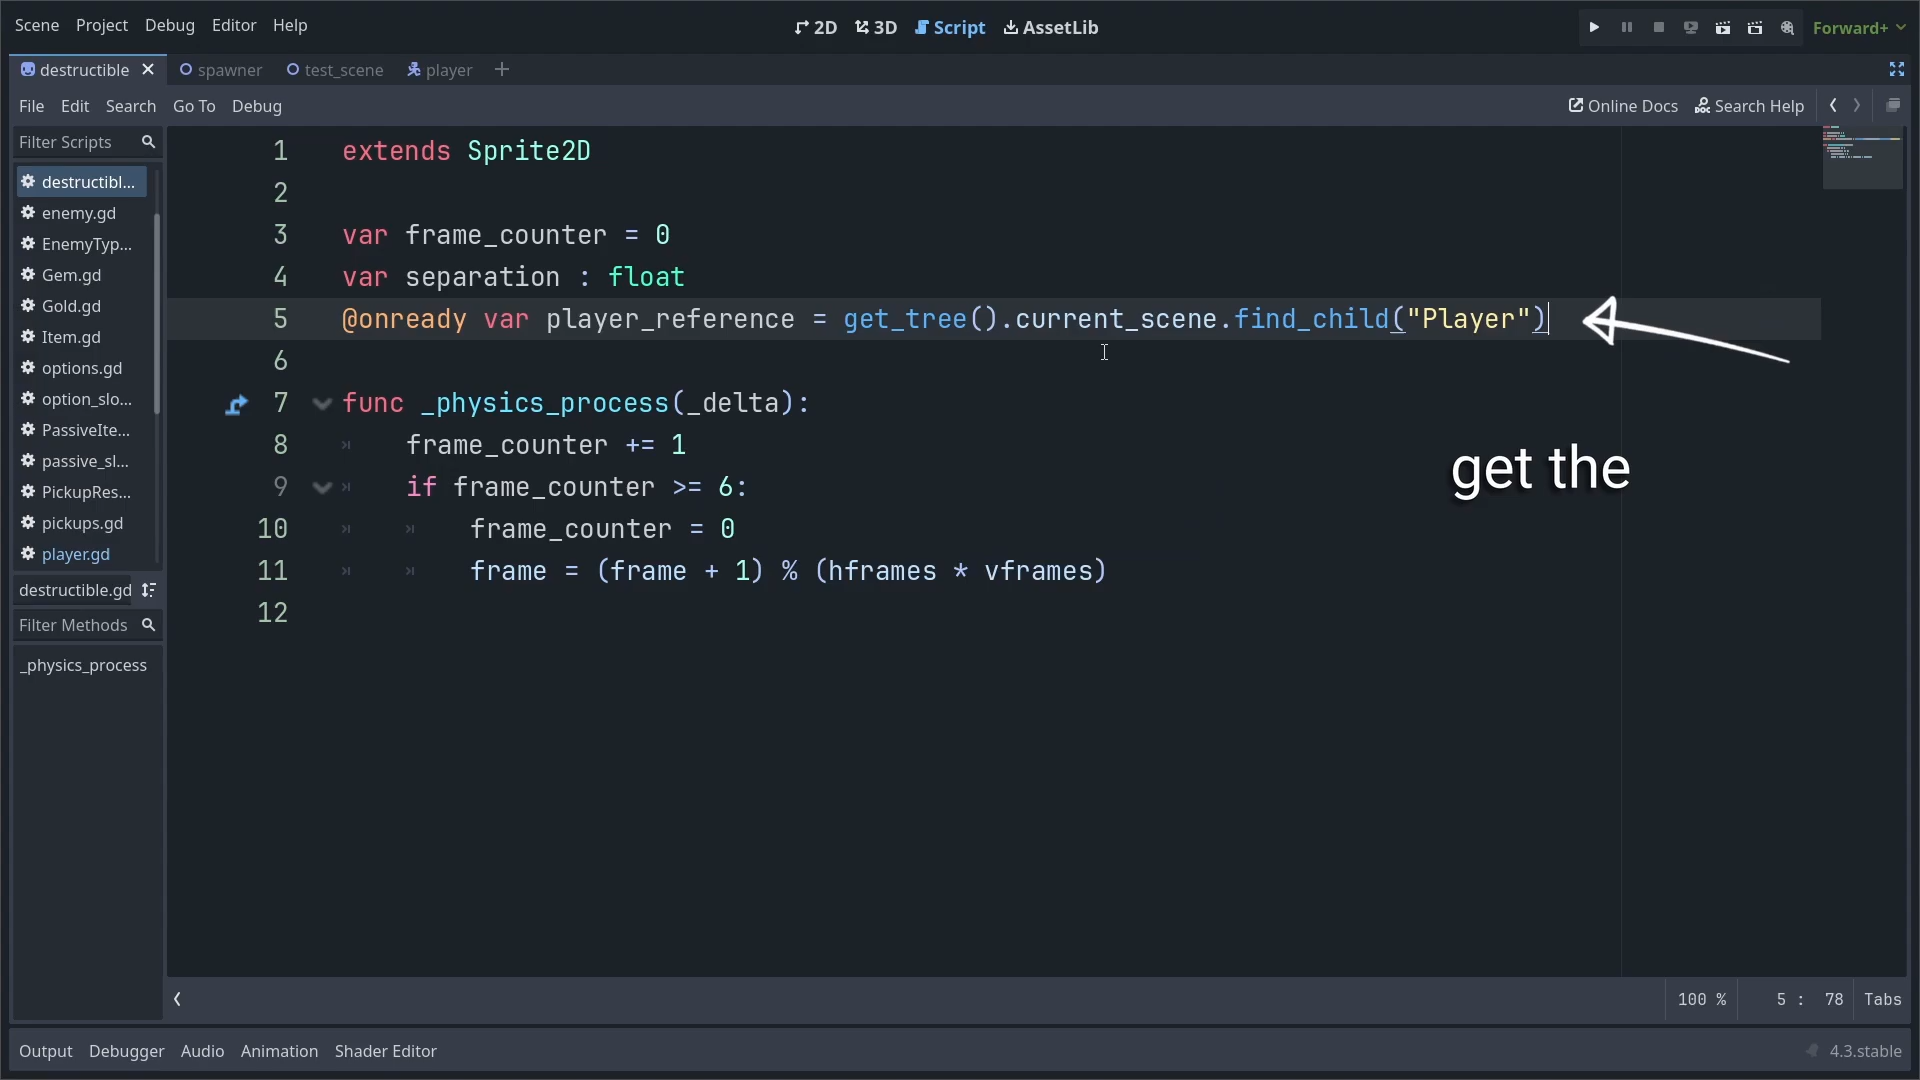 Scene Project Debug Editor Help
2D 3D Script AssetLib
Forward+
destructible spawner test_scene player
File Edit Search Go To Debug
Online Docs Search Help
Filter Scripts
destructibl...
enemy.gd
EnemyTyp...
Gem.gd
Gold.gd
Item.gd
options.gd
option_slo...
PassiveIte...
passive_sl...
PickupRes...
pickups.gd
player.gd
destructible.gd
Filter Methods
_physics_process
1 extends Sprite2D
2
3 var frame_counter = 0
4 var separation : float
5 @onready var player_reference = get_tree().current_scene.find_child("Player")
6
7 func _physics_process(_delta):
8 frame_counter += 1
9 if frame_counter >= 6:
10 frame_counter = 0
11 frame = (frame + 1) % (hframes * vframes)
12
get the
100 % 5 : 78 Tabs
Output Debugger Audio Animation Shader Editor
4.3.stable